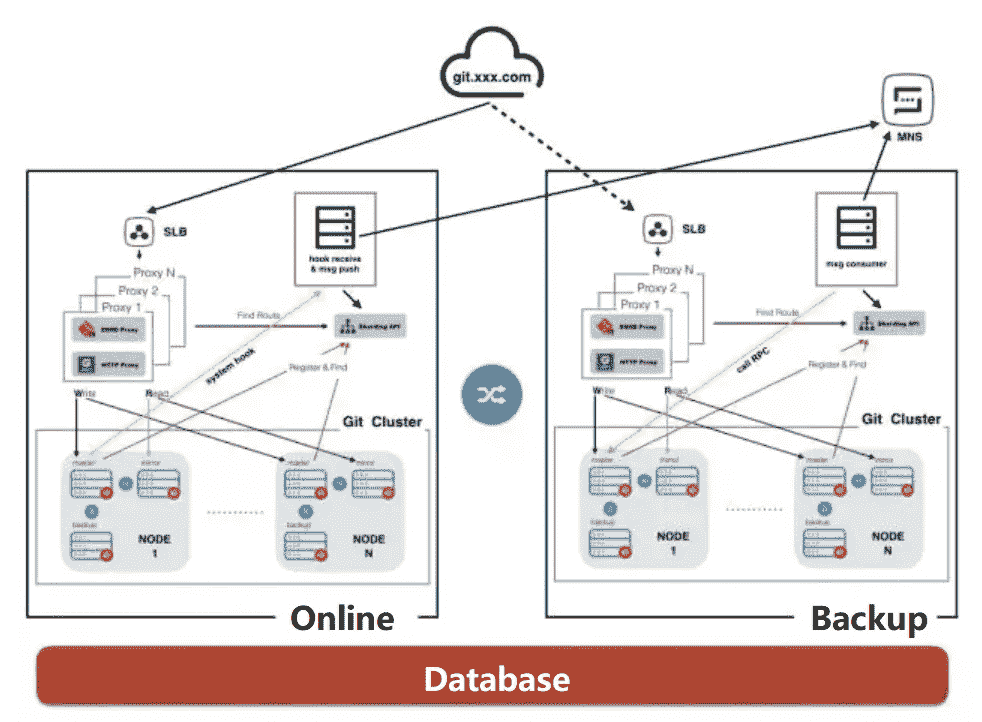 git.xxx.com
MNS
SLB
hook receive
& msg push
Proxy N
Proxy 2
Proxy 1
SSHD Proxy
HTTP Proxy
Find Route
Sharding API
system hook
Register & Find
Write
Read
Git Cluster
master
mirror
backup
NODE
1
master
mirror
backup
NODE
N
Online
SLB
msg consumer
Proxy N
Proxy 2
Proxy 1
SSHD Proxy
HTTP Proxy
Find Route
Sharding API
call RPC
Register & Find
Write
Read
Git Cluster
master
mirror
backup
NODE
1
master
mirror
backup
NODE
N
Backup
Database